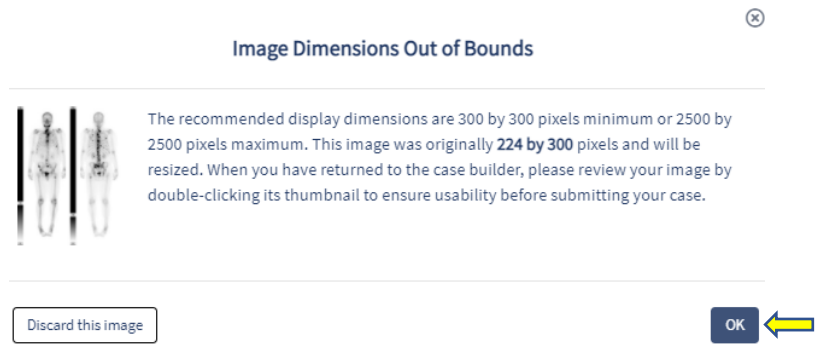 Image Dimensions Out of Bounds
The recommended display dimensions are 300 by 300 pixels minimum or 2500 by
2500 pixels maximum. This image was originally 224 by 300 pixels and will be
resized. When you have returned to the case builder, please review your image by
double-clicking its thumbnail to ensure usability before submitting your case.
Discard this image
OK